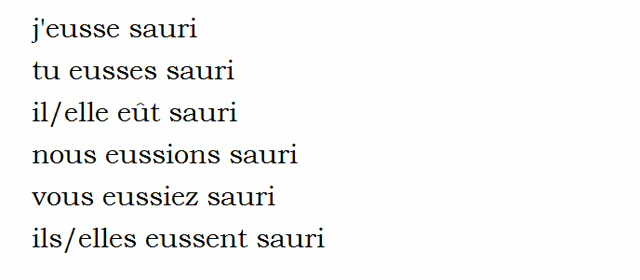 j'eusse sauri
tu eusses sauri
il/elle eût sauri
nous eussions sauri
vous eussiez sauri
ils/elles eussent sauri